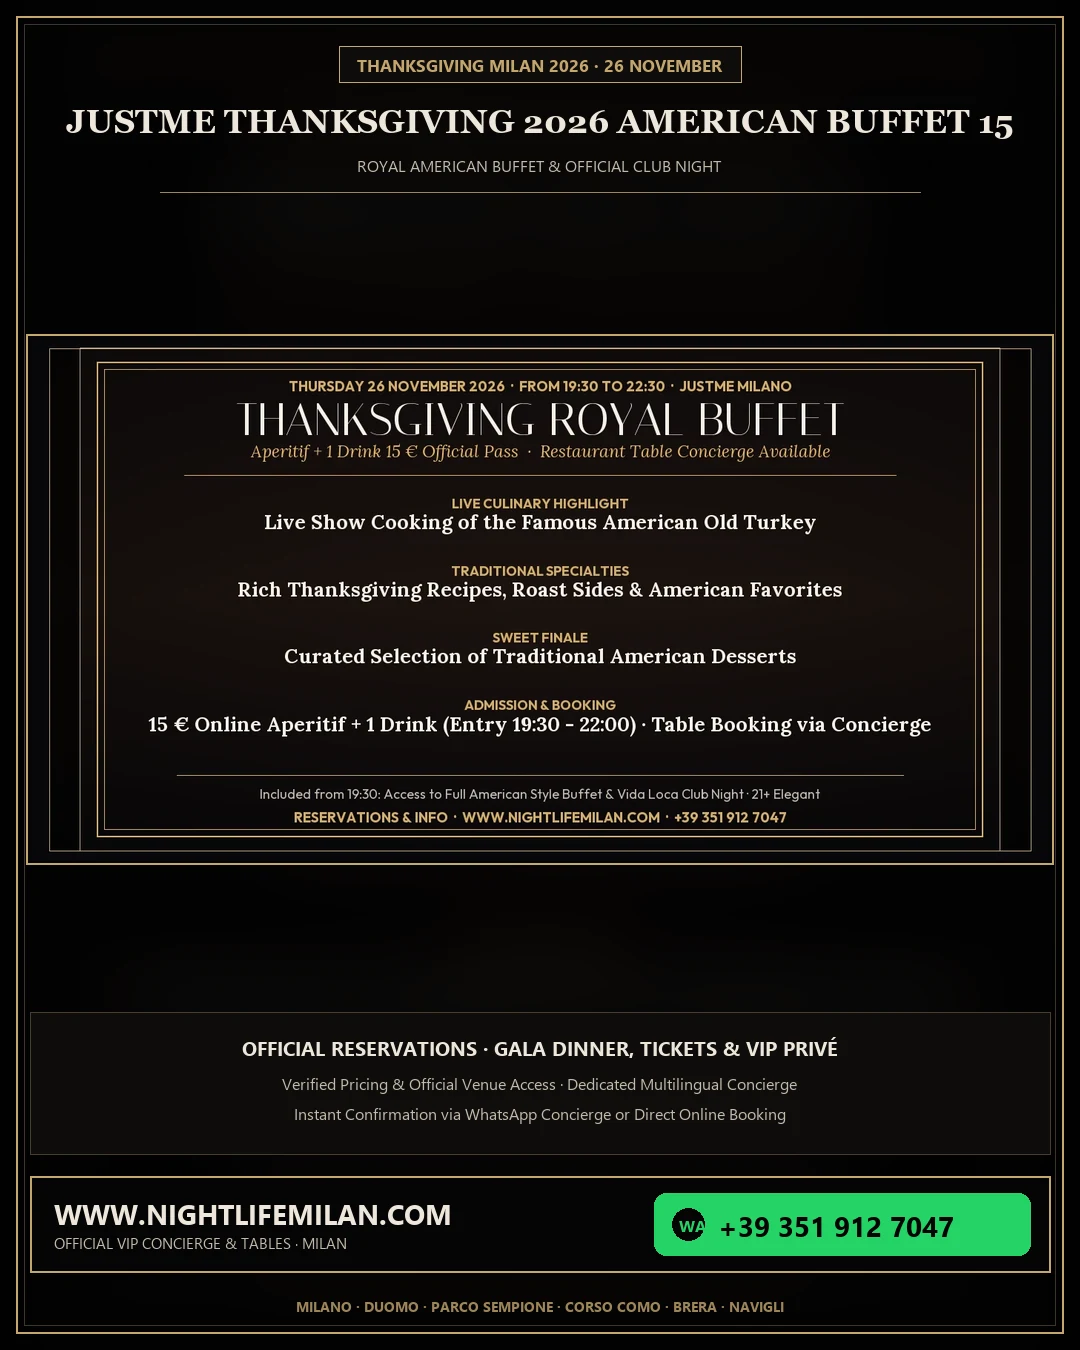 THANKSGIVING MILAN 2026 · 26 NOVEMBER
JUSTME THANKSGIVING 2026 AMERICAN BUFFET 15
ROYAL AMERICAN BUFFET & OFFICIAL CLUB NIGHT
THURSDAY 26 NOVEMBER 2026 · FROM 19:30 TO 22:30 · JUSTME MILANO
THANKSGIVING ROYAL BUFFET
Aperitif + 1 Drink 15 € Official Pass · Restaurant Table Concierge Available
LIVE CULINARY HIGHLIGHT
Live Show Cooking of the Famous American Old Turkey
TRADITIONAL SPECIALTIES
Rich Thanksgiving Recipes, Roast Sides & American Favorites
SWEET FINALE
Curated Selection of Traditional American Desserts
ADMISSION & BOOKING
15 € Online Aperitif + 1 Drink (Entry 19:30 - 22:00) · Table Booking via Concierge
Included from 19:30: Access to Full American Style Buffet & Vida Loca Club Night · 21+ Elegant
RESERVATIONS & INFO · WWW.NIGHTLIFEMILAN.COM · +39 351 912 7047
OFFICIAL RESERVATIONS · GALA DINNER, TICKETS & VIP PRIVÉ
Verified Pricing & Official Venue Access · Dedicated Multilingual Concierge
Instant Confirmation via WhatsApp Concierge or Direct Online Booking
WWW.NIGHTLIFEMILAN.COM
OFFICIAL VIP CONCIERGE & TABLES · MILAN
WA +39 351 912 7047
MILANO · DUOMO · PARCO SEMPIONE · CORSO COMO · BRERA · NAVIGLI